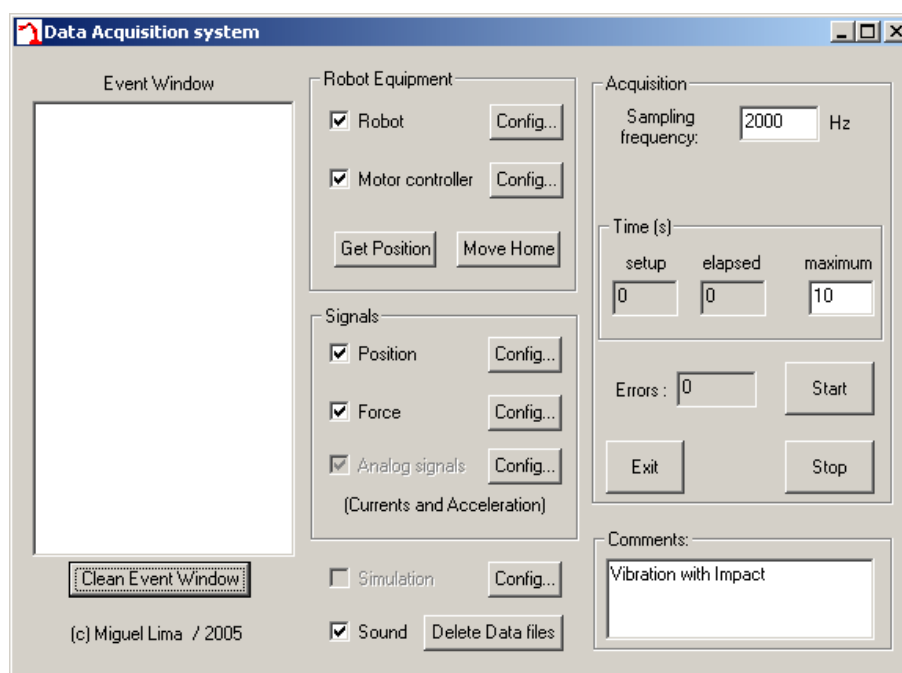 Data Acquisition system
Event Window
Clean Event Window
(c) Miguel Lima / 2005
Robot Equipment
Robot
Config...
Motor controller
Config...
Get Position
Move Home
Signals
Position
Config...
Force
Config...
Analog signals
Config...
(Currents and Acceleration)
Simulation
Config...
Sound
Delete Data files
Acquisition
Sampling
frequency:
2000
Hz
Time (s)
setup
elapsed
maximum
0
0
10
Errors :
0
Start
Exit
Stop
Comments:
Vibration with Impact